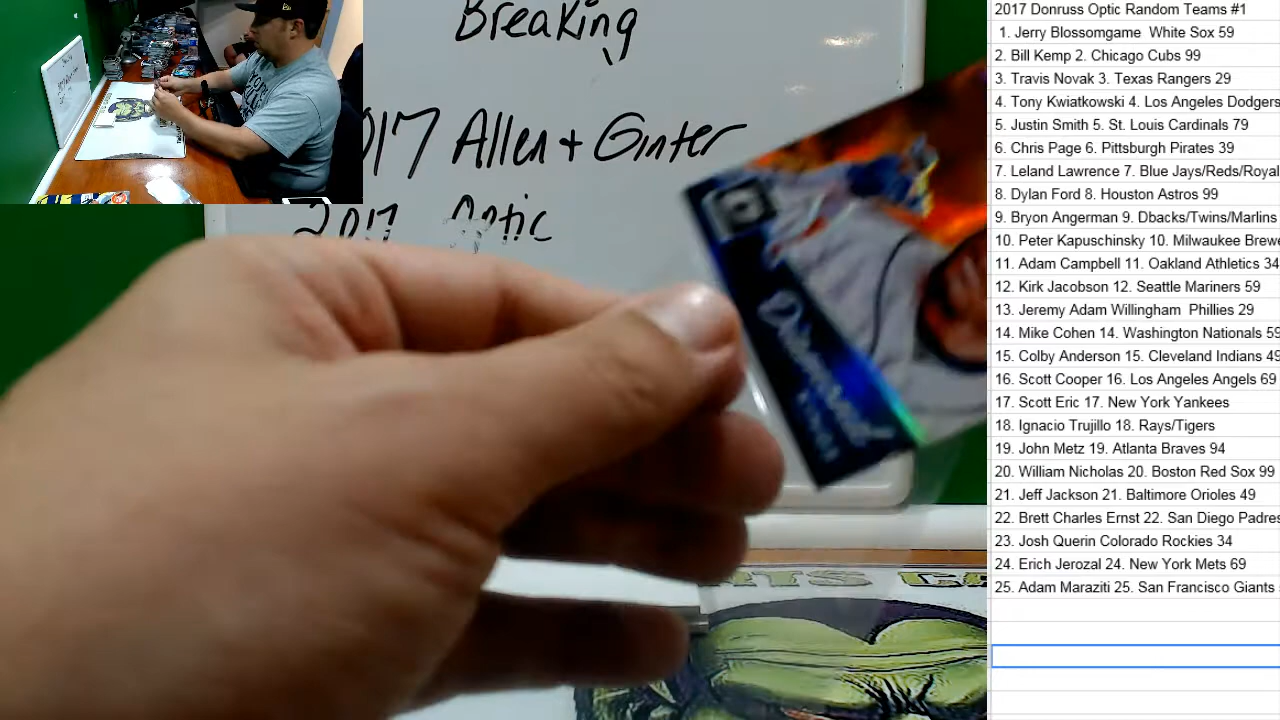 Breaking
2017 Allen + Ginter
2017 Optic
Diamond
KINGS
2017 Donruss Optic Random Teams #1
1. Jerry Blossomgame White Sox 59
2. Bill Kemp 2. Chicago Cubs 99
3. Travis Novak 3. Texas Rangers 29
4. Tony Kwiatkowski 4. Los Angeles Dodgers
5. Justin Smith 5. St. Louis Cardinals 79
6. Chris Page 6. Pittsburgh Pirates 39
7. Leland Lawrence 7. Blue Jays/Reds/Royal
8. Dylan Ford 8. Houston Astros 99
9. Bryon Angerman 9. Dbacks/Twins/Marlins
10. Peter Kapuschinsky 10. Milwaukee Brewe
11. Adam Campbell 11. Oakland Athletics 34
12. Kirk Jacobson 12. Seattle Mariners 59
13. Jeremy Adam Willingham Phillies 29
14. Mike Cohen 14. Washington Nationals 59
15. Colby Anderson 15. Cleveland Indians 49
16. Scott Cooper 16. Los Angeles Angels 69
17. Scott Eric 17. New York Yankees
18. Ignacio Trujillo 18. Rays/Tigers
19. John Metz 19. Atlanta Braves 94
20. William Nicholas 20. Boston Red Sox 99
21. Jeff Jackson 21. Baltimore Orioles 49
22. Brett Charles Ernst 22. San Diego Padres
23. Josh Querin Colorado Rockies 34
24. Erich Jerozal 24. New York Mets 69
25. Adam Maraziti 25. San Francisco Giants